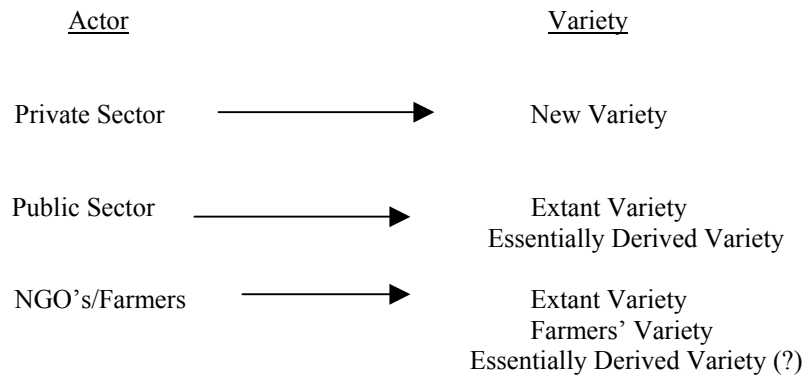 Actor Variety
Private Sector New Variety
Public Sector Extant Variety
Essentially Derived Variety
NGO’s/Farmers Extant Variety
Farmers’ Variety
Essentially Derived Variety (?)